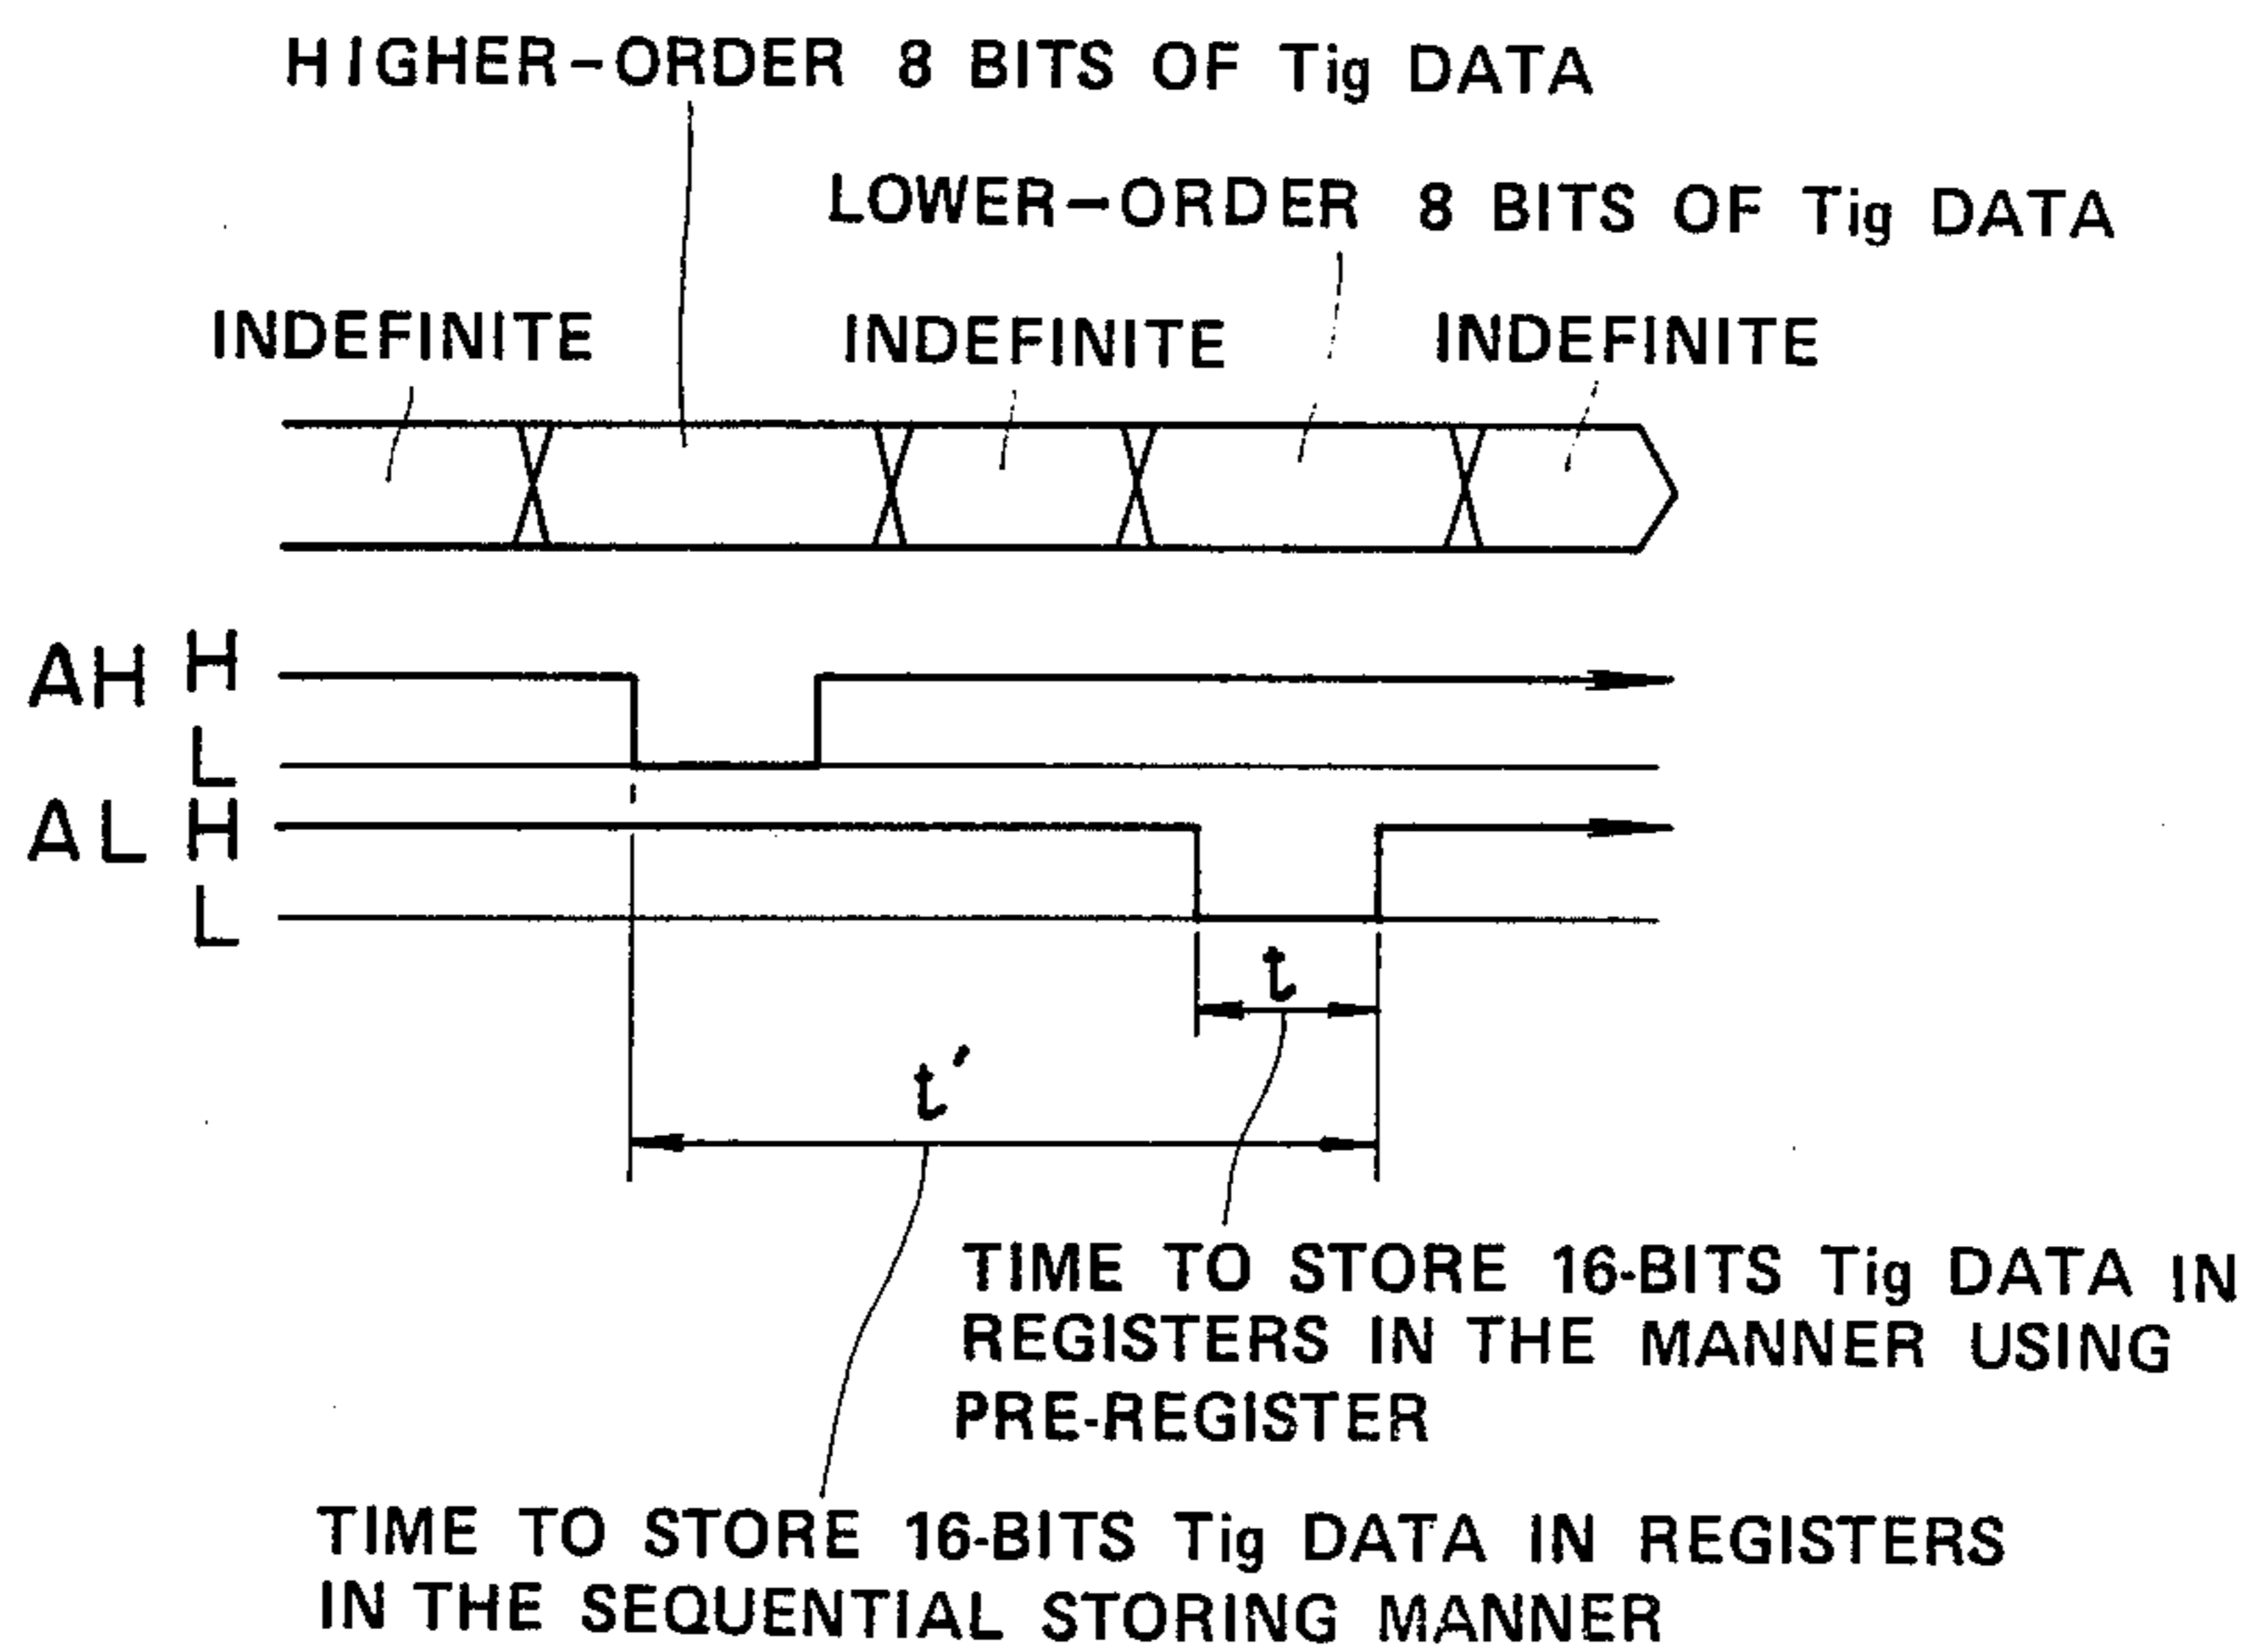 HIGHER-ORDER 8 BITS OF Tig DATA
LOWER-ORDER 8 BITS OF Tig DATA
INDEFINITE INDEFINITE INDEFINITE
AH H
L
AL H
L
t
t′
TIME TO STORE 16-BITS Tig DATA IN
REGISTERS IN THE MANNER USING
PRE-REGISTER
TIME TO STORE 16-BITS Tig DATA IN REGISTERS
IN THE SEQUENTIAL STORING MANNER